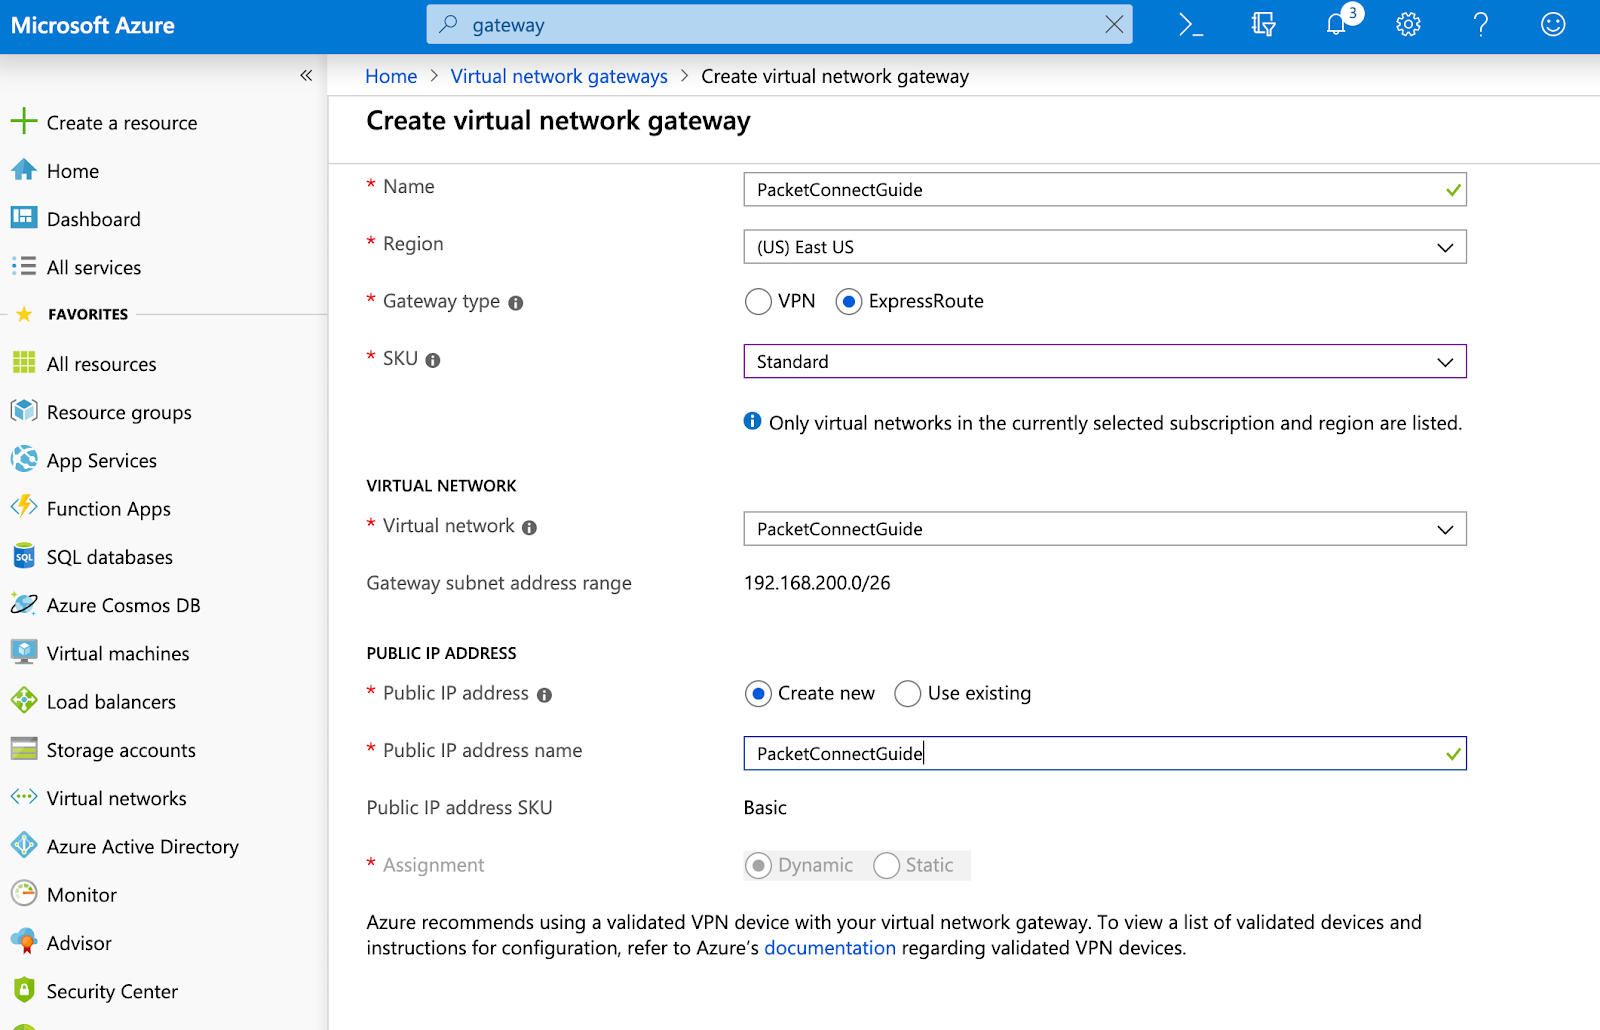 Microsoft Azure
gateway
3
Home > Virtual network gateways > Create virtual network gateway
Create virtual network gateway
Create a resource
Home
Dashboard
All services
FAVORITES
All resources
Resource groups
App Services
Function Apps
SQL
SQL databases
Azure Cosmos DB
Virtual machines
Load balancers
Storage accounts
Virtual networks
Azure Active Directory
Monitor
Advisor
Security Center
* Name
PacketConnectGuide
* Region
(US) East US
* Gateway type
VPN ExpressRoute
* SKU
Standard
Only virtual networks in the currently selected subscription and region are listed.
VIRTUAL NETWORK
* Virtual network
PacketConnectGuide
Gateway subnet address range
192.168.200.0/26
PUBLIC IP ADDRESS
* Public IP address
Create new Use existing
* Public IP address name
PacketConnectGuide
Public IP address SKU
Basic
* Assignment
Dynamic Static
Azure recommends using a validated VPN device with your virtual network gateway. To view a list of validated devices and
instructions for configuration, refer to Azure's documentation regarding validated VPN devices.